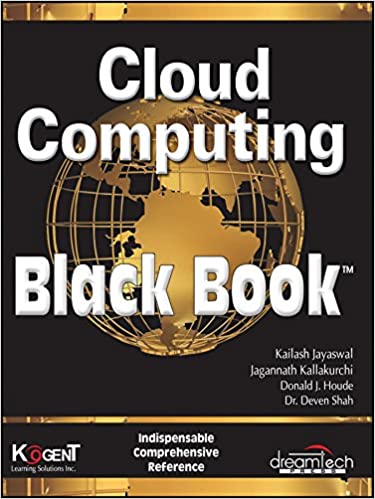 Cloud
Computing
Black Book™
Kailash Jayaswal
Jagannath Kallakurchi
Donald J. Houde
Dr. Deven Shah
KOGENT
Learning Solutions Inc.
Indispensable
Comprehensive
Reference
dreamtech
PRESS